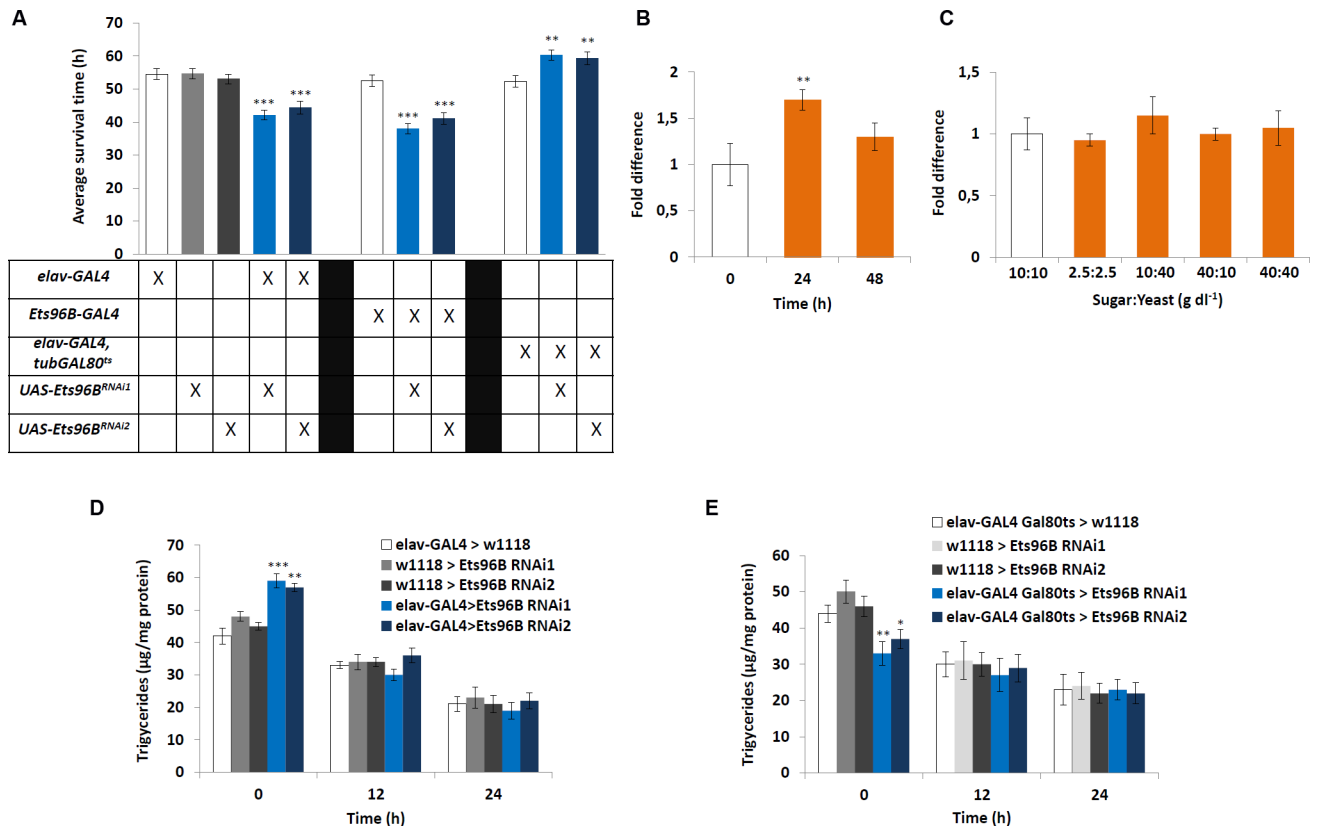 A
Average survival time (h)
70
60
50
40
30
20
10
0
***
***
***
***
**
**
elav-GAL4
X
X
X
Ets96B-GAL4
X
X
X
elav-GAL4,
tubGAL80ts
X
X
X
UAS-Ets96BRNAi1
X
X
X
X
UAS-Ets96BRNAi2
X
X
X
X
B
Fold difference
2
1,5
1
0,5
0
**
0
24
48
Time (h)
C
Fold difference
1,5
1
0,5
0
10:10
2.5:2.5
10:40
40:10
40:40
Sugar:Yeast (g dl-1)
D
Trigycerides (µg/mg protein)
70
60
50
40
30
20
10
0
***
**
elav-GAL4 > w1118
w1118 > Ets96B RNAi1
w1118 > Ets96B RNAi2
elav-GAL4>Ets96B RNAi1
elav-GAL4>Ets96B RNAi2
0
12
24
Time (h)
E
Trigycerides (µg/mg protein)
60
50
40
30
20
10
0
**
*
elav-GAL4 Gal80ts > w1118
w1118 > Ets96B RNAi1
w1118 > Ets96B RNAi2
elav-GAL4 Gal80ts > Ets96B RNAi1
elav-GAL4 Gal80ts > Ets96B RNAi2
0
12
24
Time (h)